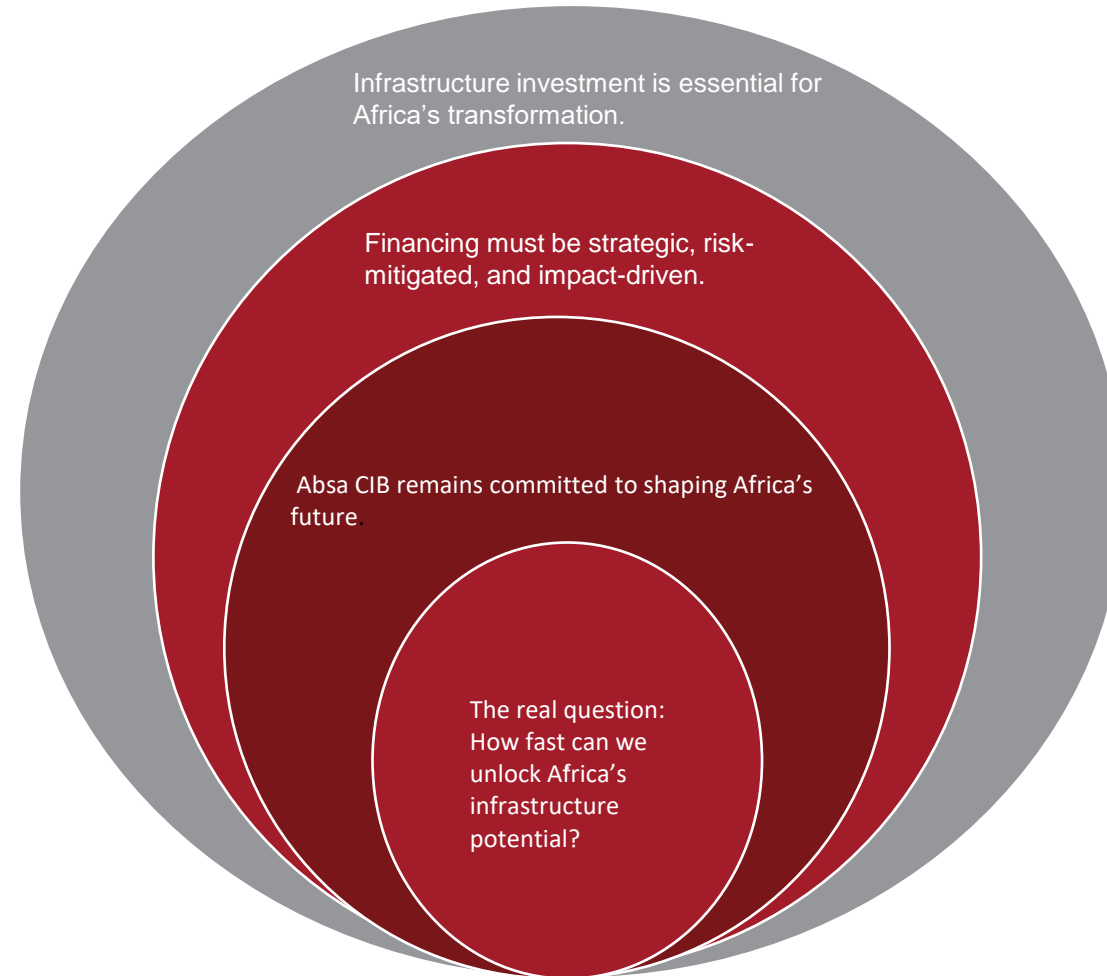 Infrastructure investment is essential for
Africa’s transformation.
Financing must be strategic, risk-
mitigated, and impact-driven.
Absa CIB remains committed to shaping Africa’s
future.
The real question:
How fast can we
unlock Africa’s
infrastructure
potential?